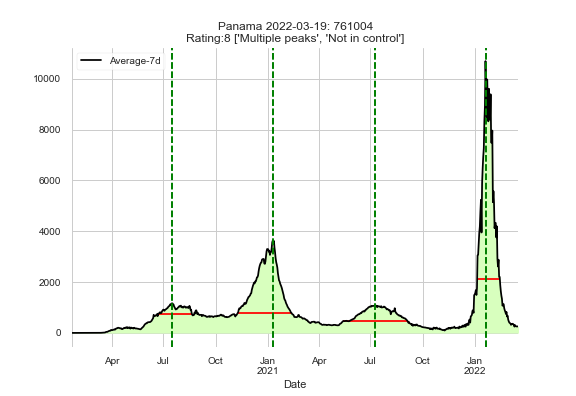 Panama 2022-03-19: 761004
Rating:8 ['Multiple peaks', 'Not in control']
Average-7d
10000
8000
6000
4000
2000
0
Apr Jul Oct Jan Apr Jul Oct Jan
2021 2022
Date